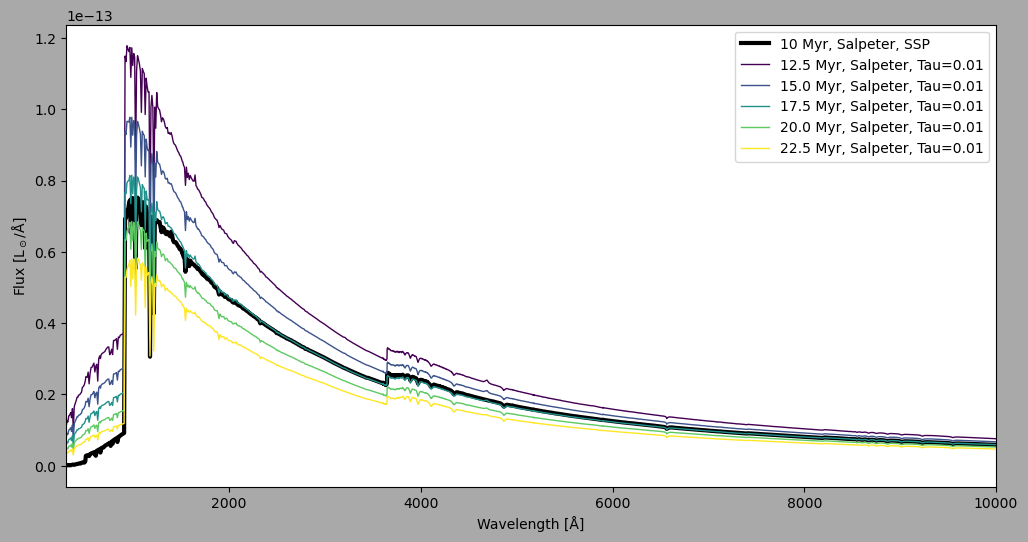 1e−13
1.2
1.0
0.8
0.6
0.4
0.2
0.0
Flux [L⊙/Å]
10 Myr, Salpeter, SSP
12.5 Myr, Salpeter, Tau=0.01
15.0 Myr, Salpeter, Tau=0.01
17.5 Myr, Salpeter, Tau=0.01
20.0 Myr, Salpeter, Tau=0.01
22.5 Myr, Salpeter, Tau=0.01
2000 4000 6000 8000 10000
Wavelength [Å]